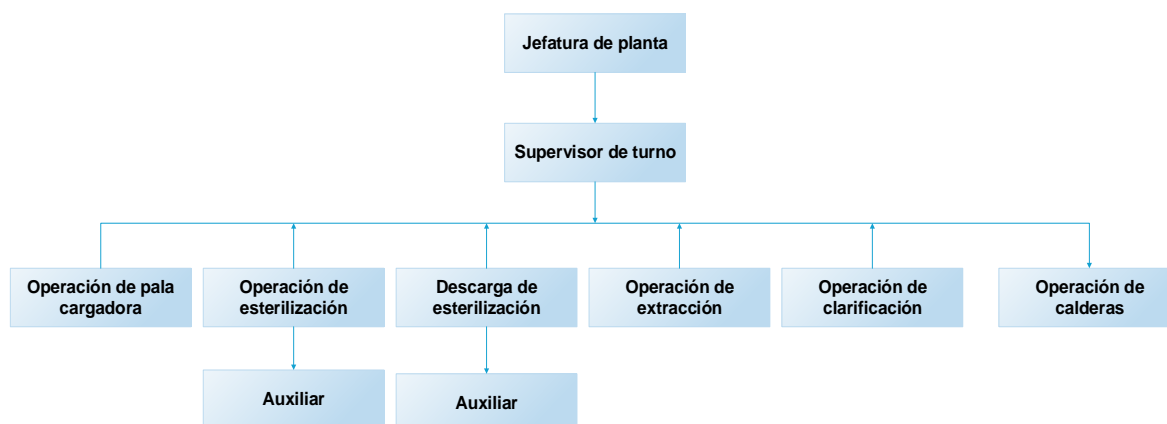 Jefatura de planta
Supervisor de turno
Operación de pala
cargadora
Operación de
esterilización
Descarga de
esterilización
Operación de
extracción
Operación de
clarificación
Operación de
calderas
Auxiliar
Auxiliar